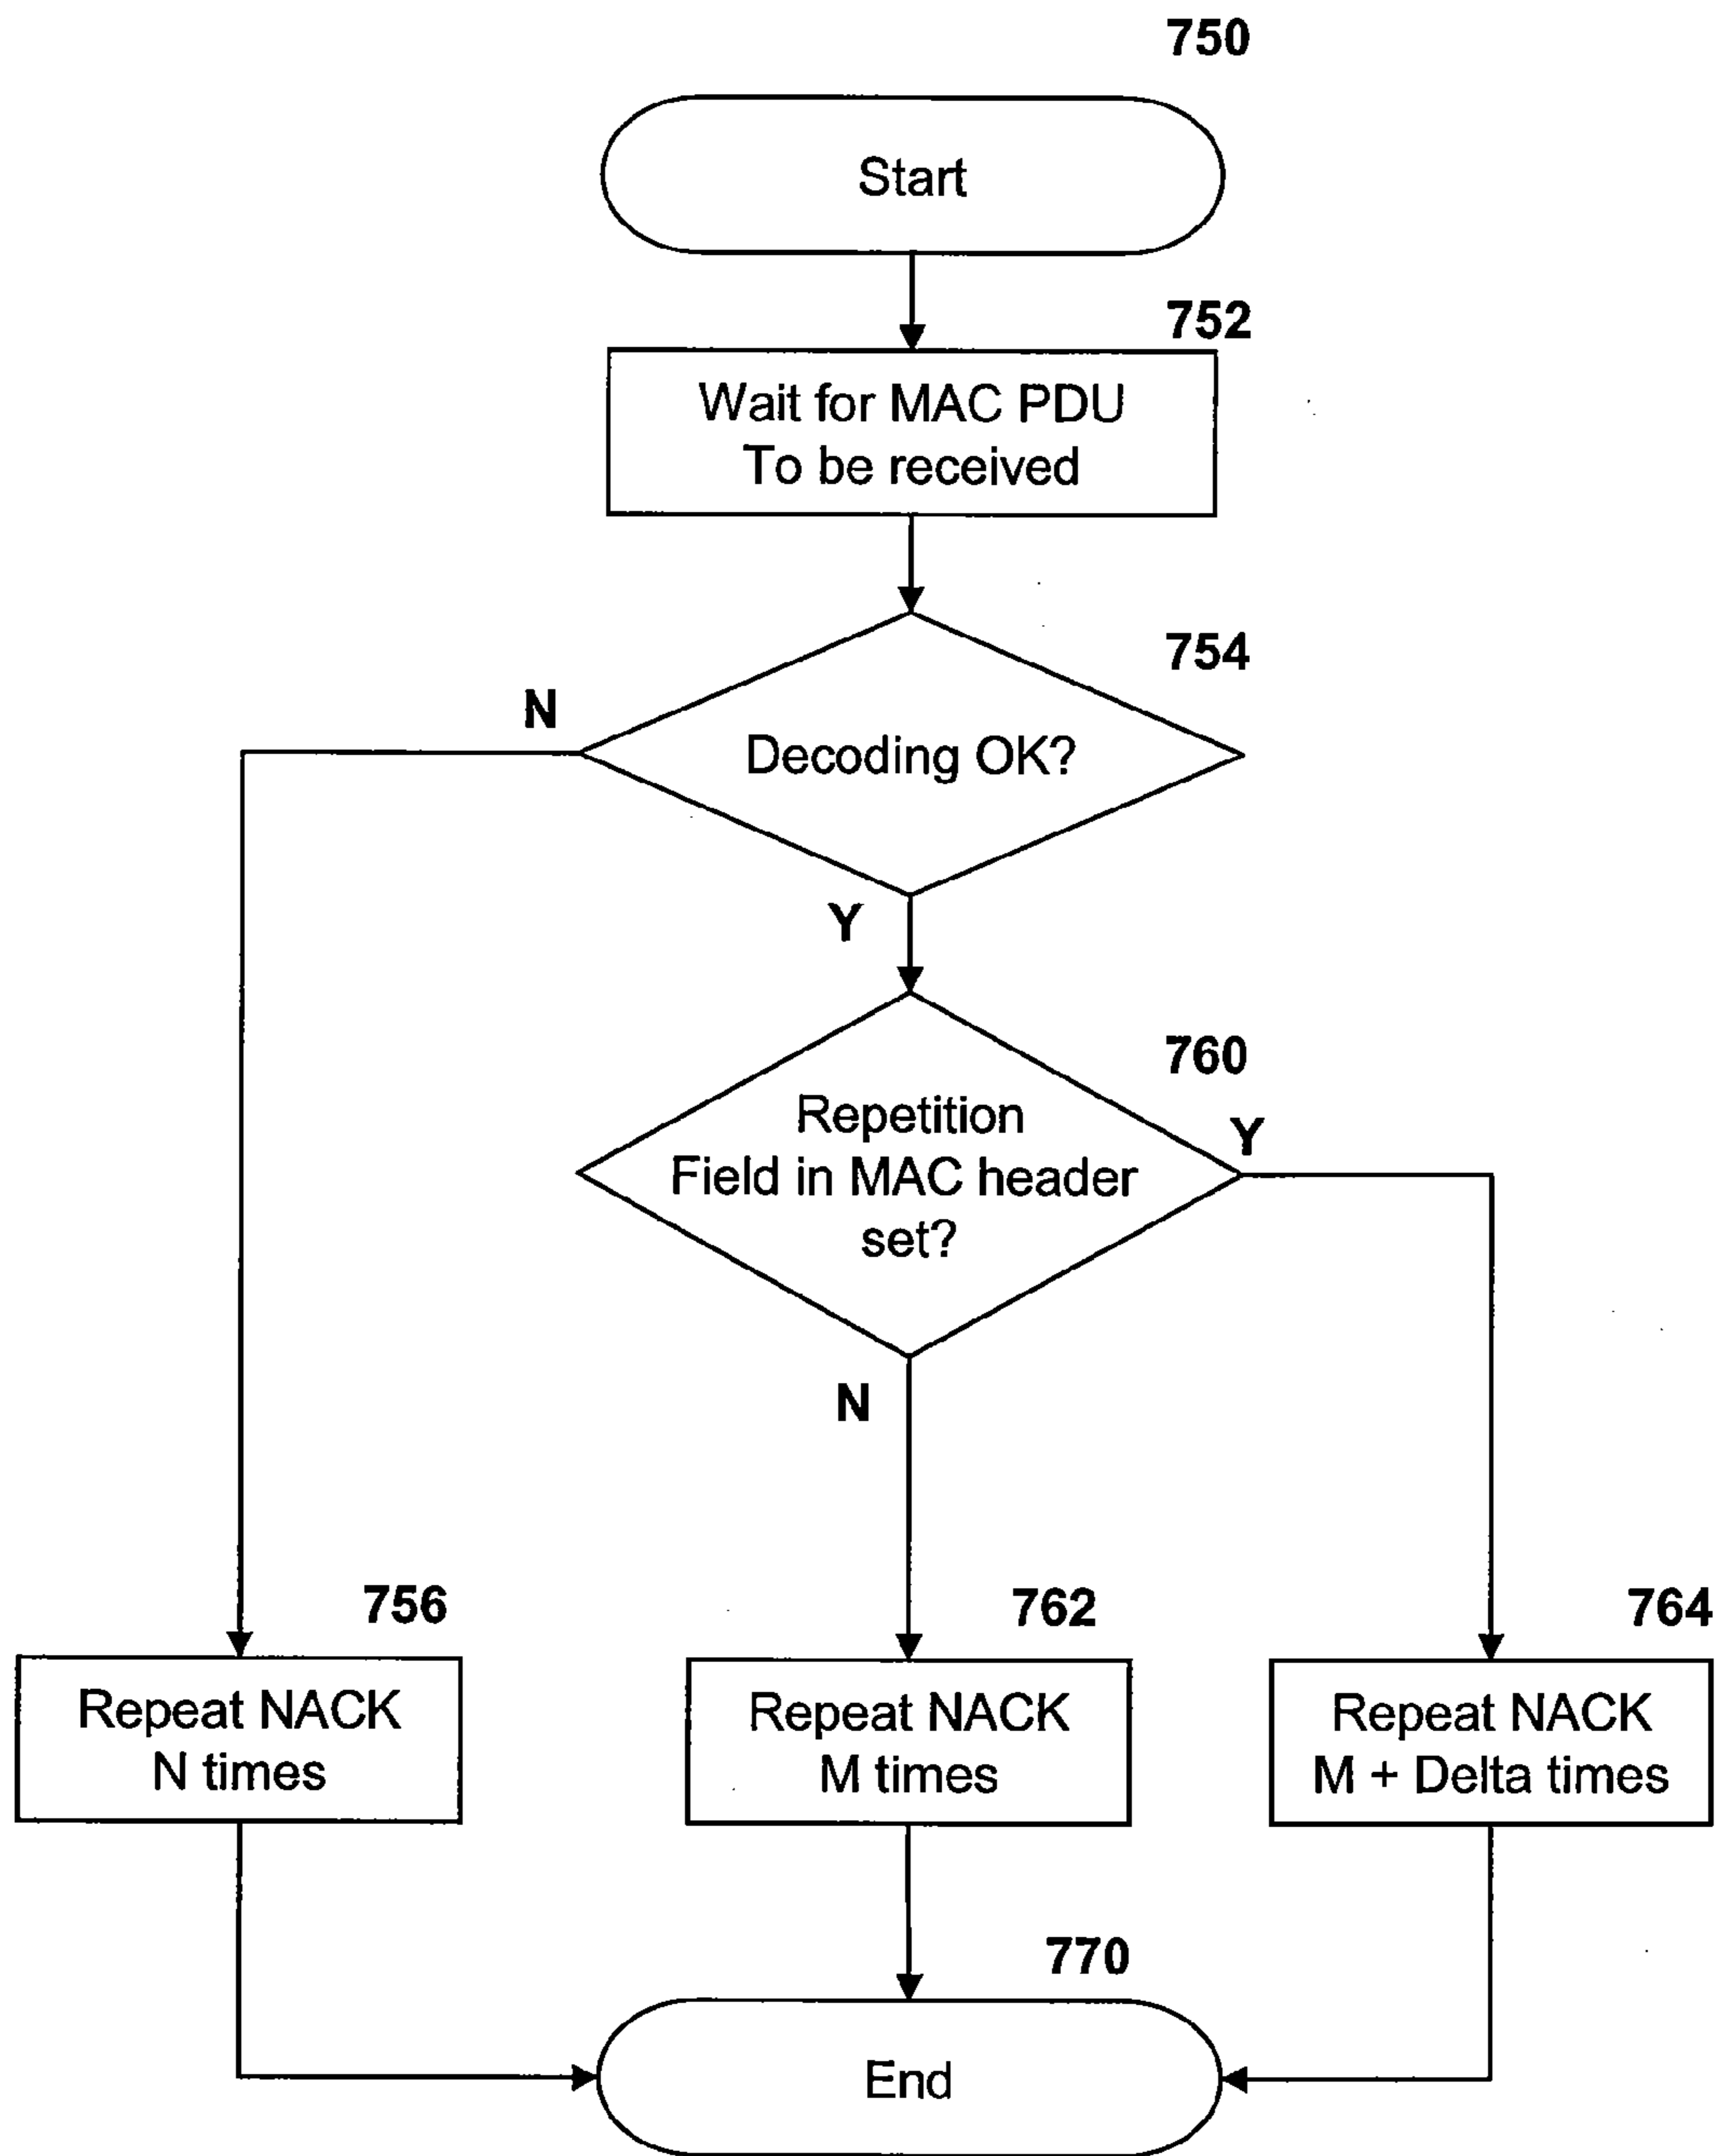 750
Start
752
Wait for MAC PDU
To be received
754
N
Decoding OK?
Y
760
Repetition
Field in MAC header
set?
Y
N
756
Repeat NACK
N times
762
Repeat NACK
M times
764
Repeat NACK
M + Delta times
770
End